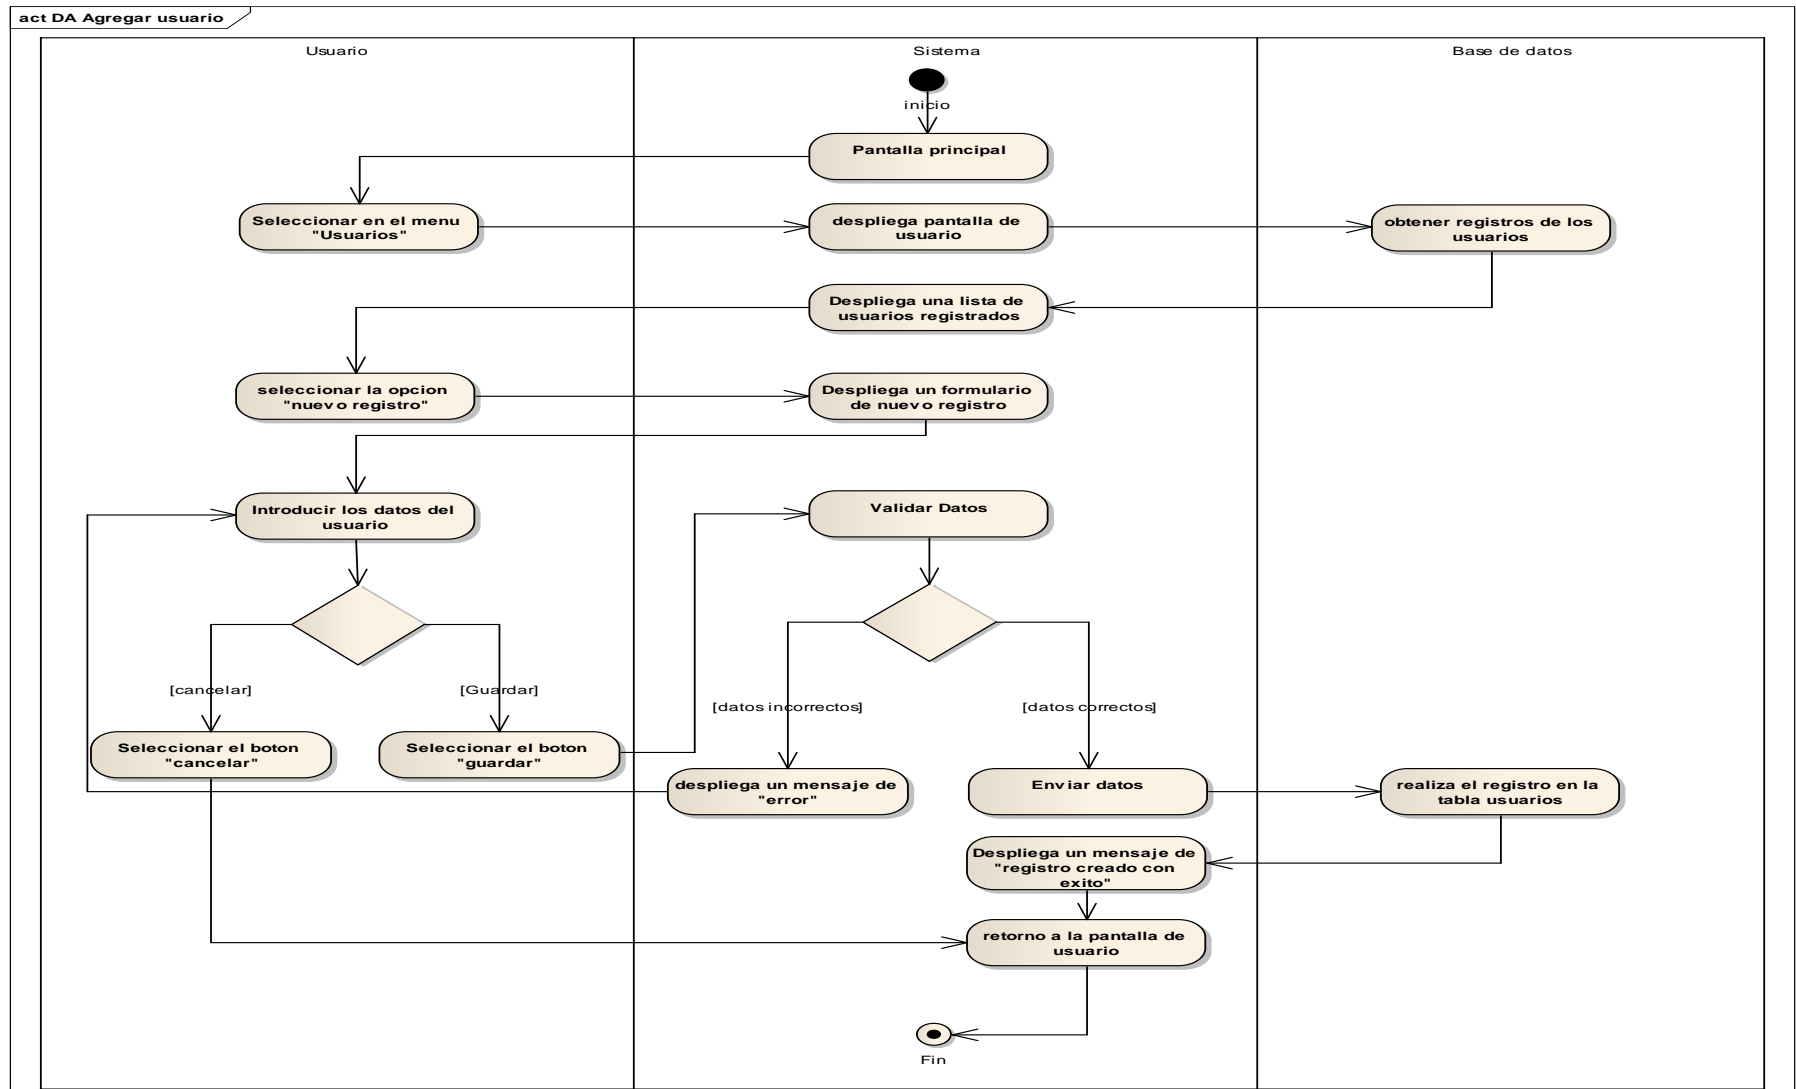 act DA Agregar usuario
Usuario
Sistema
Base de datos
inicio
Pantalla principal
Seleccionar en el menu
"Usuarios"
despliega pantalla de
usuario
obtener registros de los
usuarios
Despliega una lista de
usuarios registrados
seleccionar la opcion
"nuevo registro"
Despliega un formulario
de nuevo registro
Introducir los datos del
usuario
Validar Datos
[cancelar]
[Guardar]
[datos incorrectos]
[datos correctos]
Seleccionar el boton
"cancelar"
Seleccionar el boton
"guardar"
despliega un mensaje de
"error"
Enviar datos
realiza el registro en la
tabla usuarios
Despliega un mensaje de
"registro creado con
exito"
retorno a la pantalla de
usuario
Fin